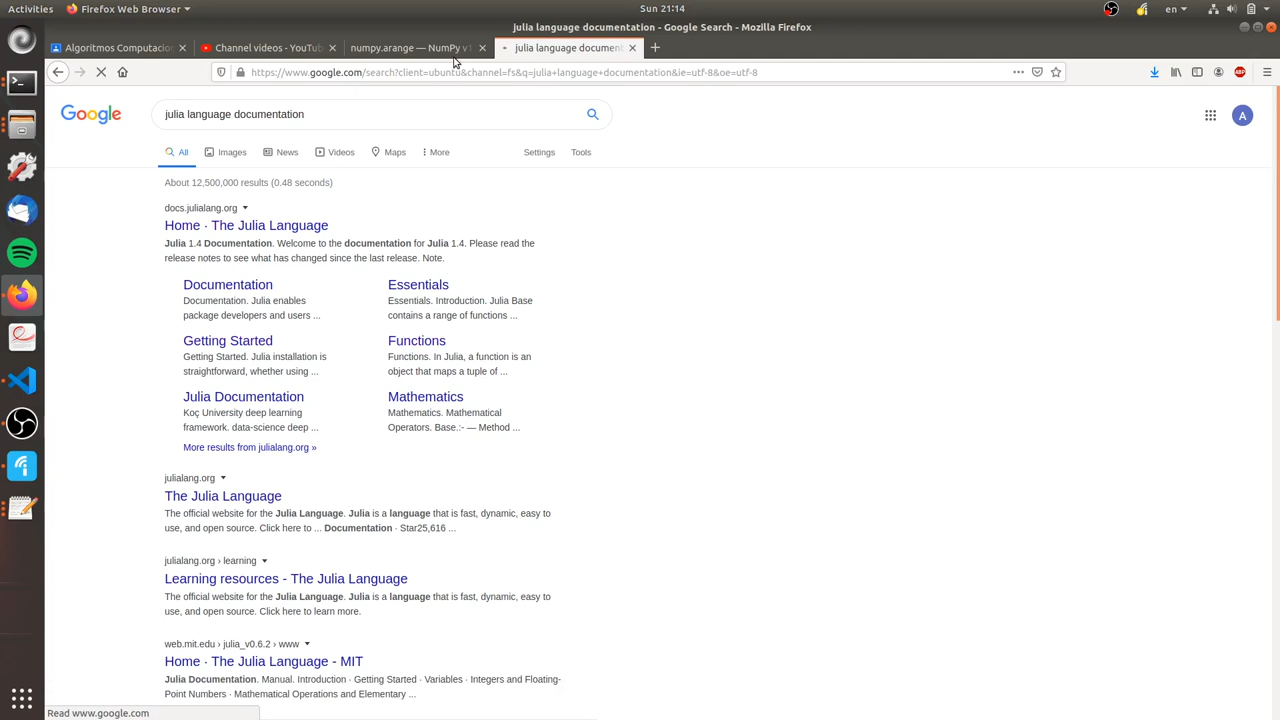 Activities Firefox Web Browser Sun 21:14 en
julia language documentation - Google Search - Mozilla Firefox
Algoritmos Computacion Channel videos - YouTu numpy.arange — NumPy v1 julia language document
https://www.google.com/search?client=ubuntu&channel=fs&q=julia+language+documentation&ie=utf-8&oe=utf-8
ABP
Google julia language documentation A
All Images News Videos Maps More Settings Tools
About 12,500,000 results (0.48 seconds)
docs.julialang.org
Home · The Julia Language
Julia 1.4 Documentation. Welcome to the documentation for Julia 1.4. Please read the
release notes to see what has changed since the last release. Note.
Documentation
Documentation. Julia enables
package developers and users ...
Essentials
Essentials. Introduction. Julia Base
contains a range of functions ...
Getting Started
Getting Started. Julia installation is
straightforward, whether using ...
Functions
Functions. In Julia, a function is an
object that maps a tuple of ...
Julia Documentation
Koç University deep learning
framework. data-science deep ...
Mathematics
Mathematics. Mathematical
Operators. Base.:- — Method ...
More results from julialang.org »
julialang.org
The Julia Language
The official website for the Julia Language. Julia is a language that is fast, dynamic, easy to
use, and open source. Click here to ... Documentation · Star25,616 ...
julialang.org › learning
Learning resources - The Julia Language
The official website for the Julia Language. Julia is a language that is fast, dynamic, easy to
use, and open source. Click here to learn more.
web.mit.edu › julia_v0.6.2 › www
Home · The Julia Language - MIT
Julia Documentation. Manual. Introduction · Getting Started · Variables · Integers and Floating-
Point Numbers · Mathematical Operations and Elementary ...
Read www.google.com